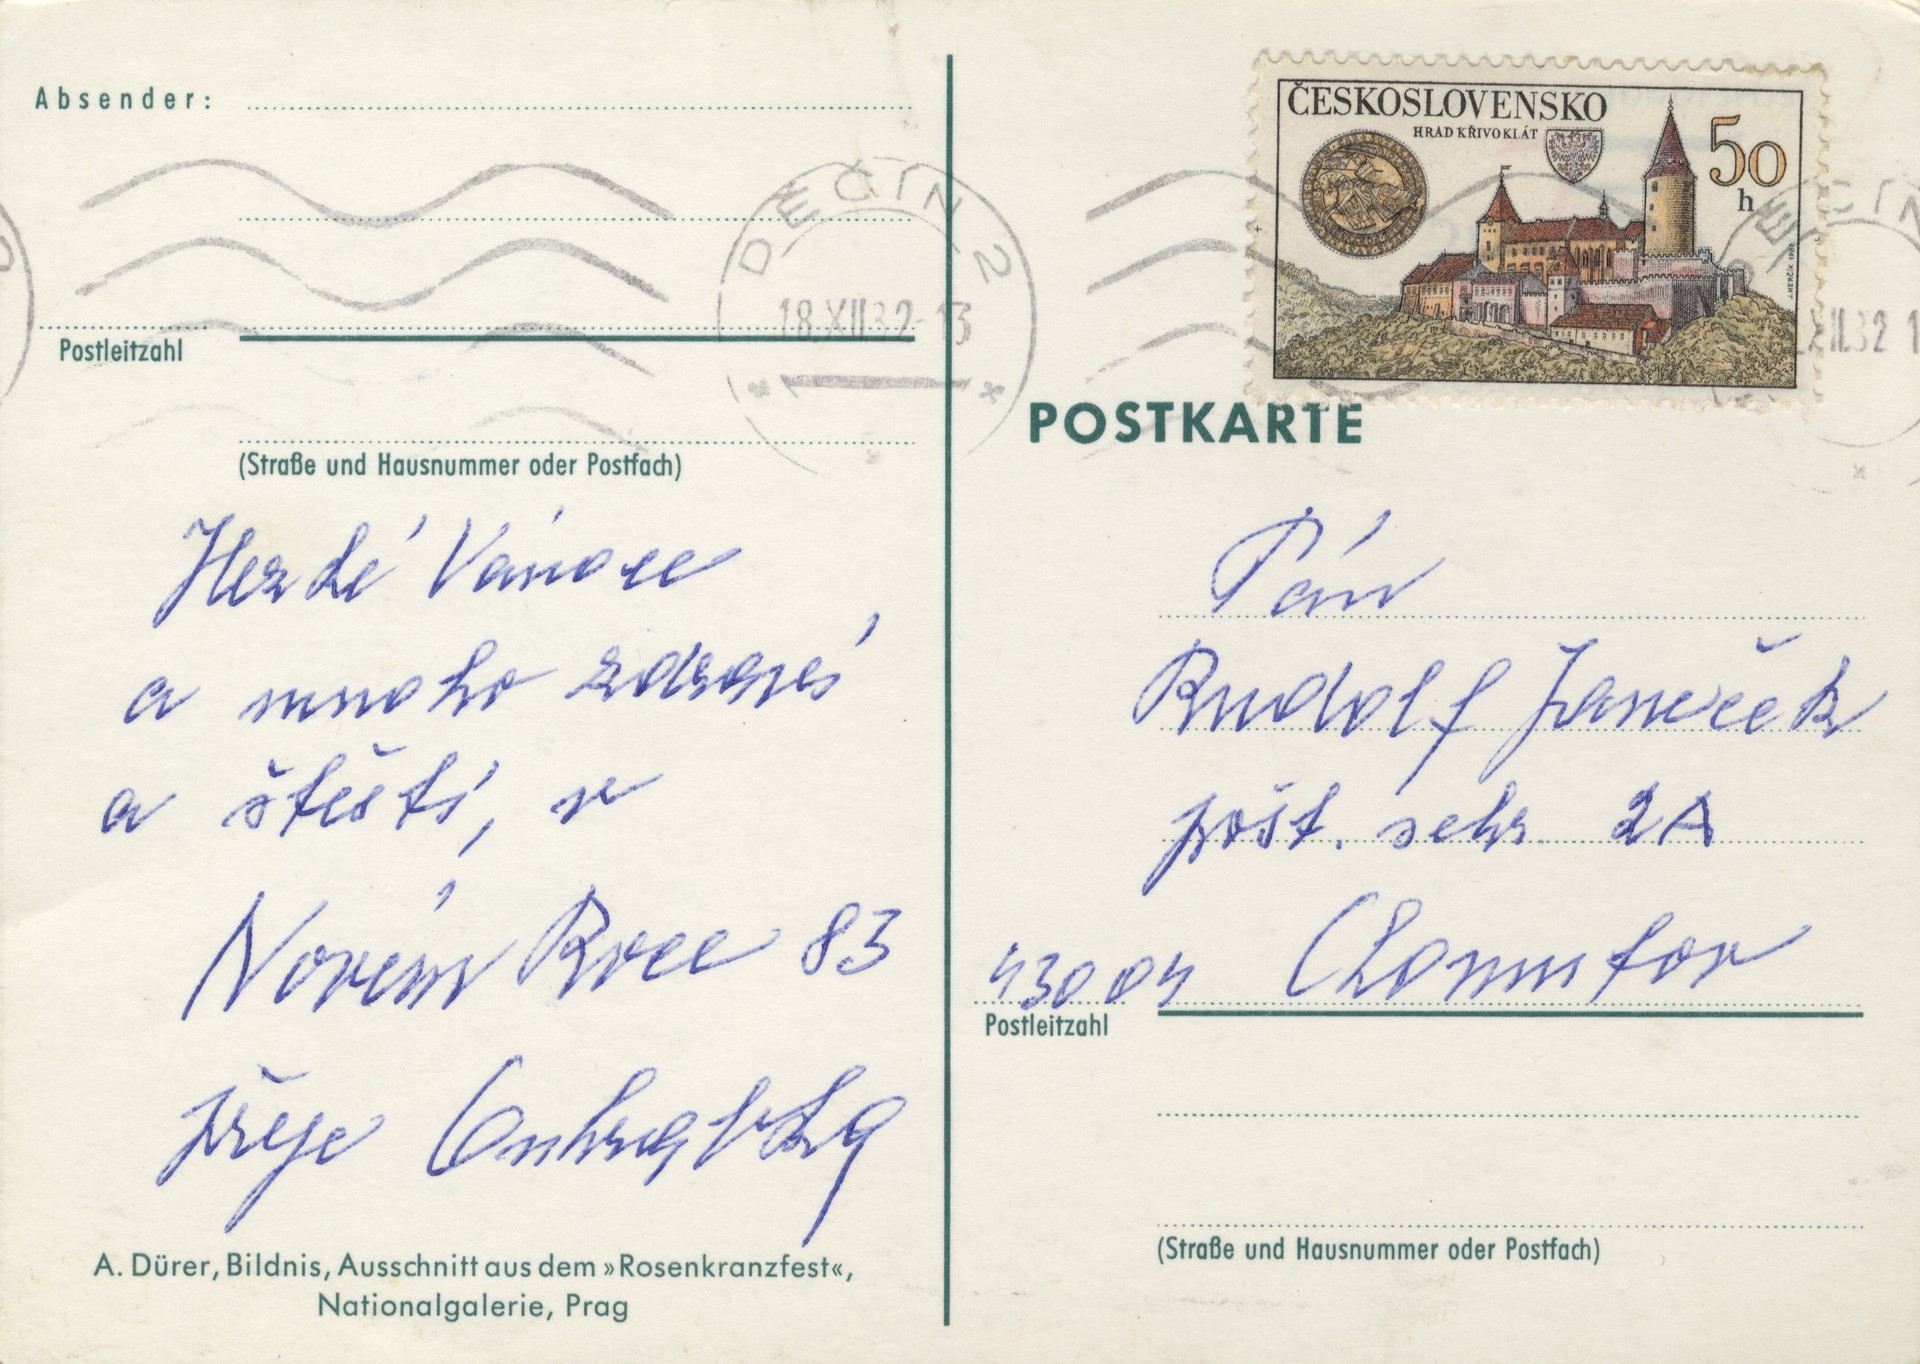 Absender:
Postleitzahl
(Straße und Hausnummer oder Postfach)
Hezké Vánoce
a mnoho zdraví,
a štěstí, v
Novém Roce 83
přeje
A. Dürer, Bildnis, Ausschnitt aus dem »Rosenkranzfest«,
Nationalgalerie, Prag
DĚČÍN 2
18.XII.82-13
ČESKOSLOVENSKO
HRAD KŘIVOKLÁT
50
h
POSTKARTE
Pán
Rudolf Janeček
pošt. schr. 2A
43004 Chomutov
Postleitzahl
(Straße und Hausnummer oder Postfach)